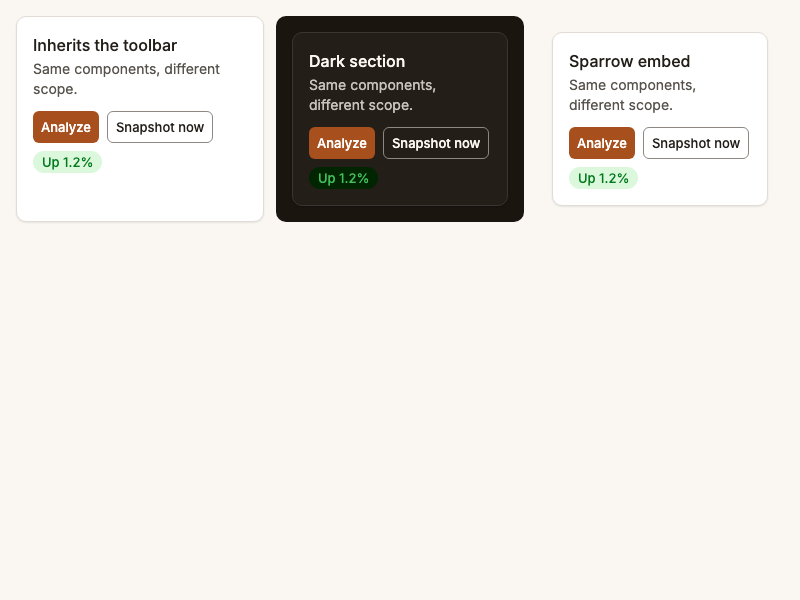 Inherits the toolbar
Same components, different
scope.
Analyze
Snapshot now
Up 1.2%
Dark section
Same components,
different scope.
Analyze
Snapshot now
Up 1.2%
Sparrow embed
Same components,
different scope.
Analyze
Snapshot now
Up 1.2%